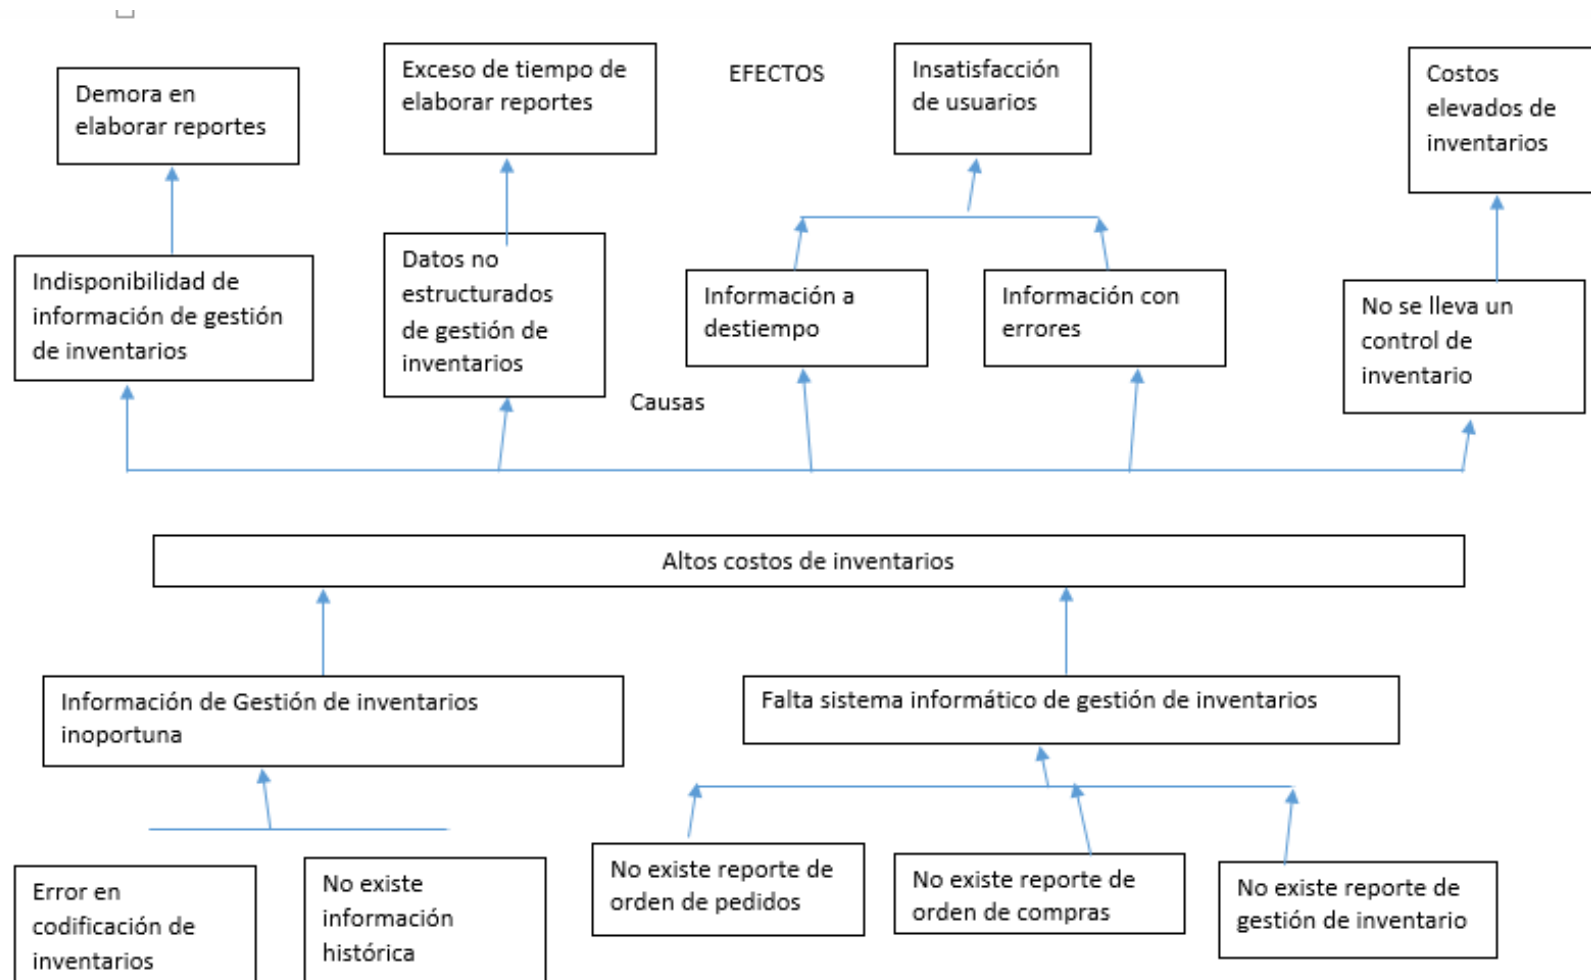 Demora en
elaborar reportes
Exceso de tiempo de
elaborar reportes
EFECTOS
Insatisfacción
de usuarios
Costos
elevados de
inventarios
Indisponibilidad de
información de gestión
de inventarios
Datos no
estructurados
de gestión de
inventarios
Información a
destiempo
Información con
errores
No se lleva un
control de
inventario
Causas
Altos costos de inventarios
Información de Gestión de inventarios
inoportuna
Falta sistema informático de gestión de inventarios
Error en
codificación de
inventarios
No existe
información
histórica
No existe reporte de
orden de pedidos
No existe reporte de
orden de compras
No existe reporte de
gestión de inventario